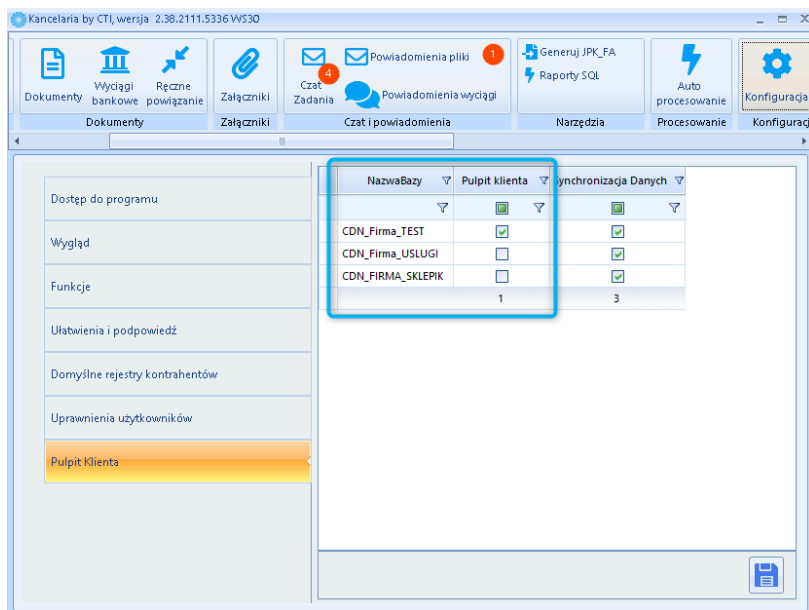 Kancelaria by CTI, wersja 2.38.2111.5336 WS30
Dokumenty
Wyciągi bankowe
Ręczne powiązanie
Załączniki
Czat Zadania
4
Powiadomienia pliki
1
Powiadomienia wyciągi
Generuj JPK_FA
Raporty SQL
Auto procesowanie
Konfiguracja
Dokumenty
Załączniki
Czat i powiadomienia
Narzędzia
Procesowanie
Konfiguracj
Dostęp do programu
Wygląd
Funkcje
Ułatwienia i podpowiedź
Domyślne rejestry kontrahentów
Uprawnienia użytkowników
Pulpit Klienta
NazwaBazy Pulpit klienta ynchronizacja Danych
CDN_Firma_TEST
CDN_Firma_USLUGI
CDN_FIRMA_SKLEPIK
1 3